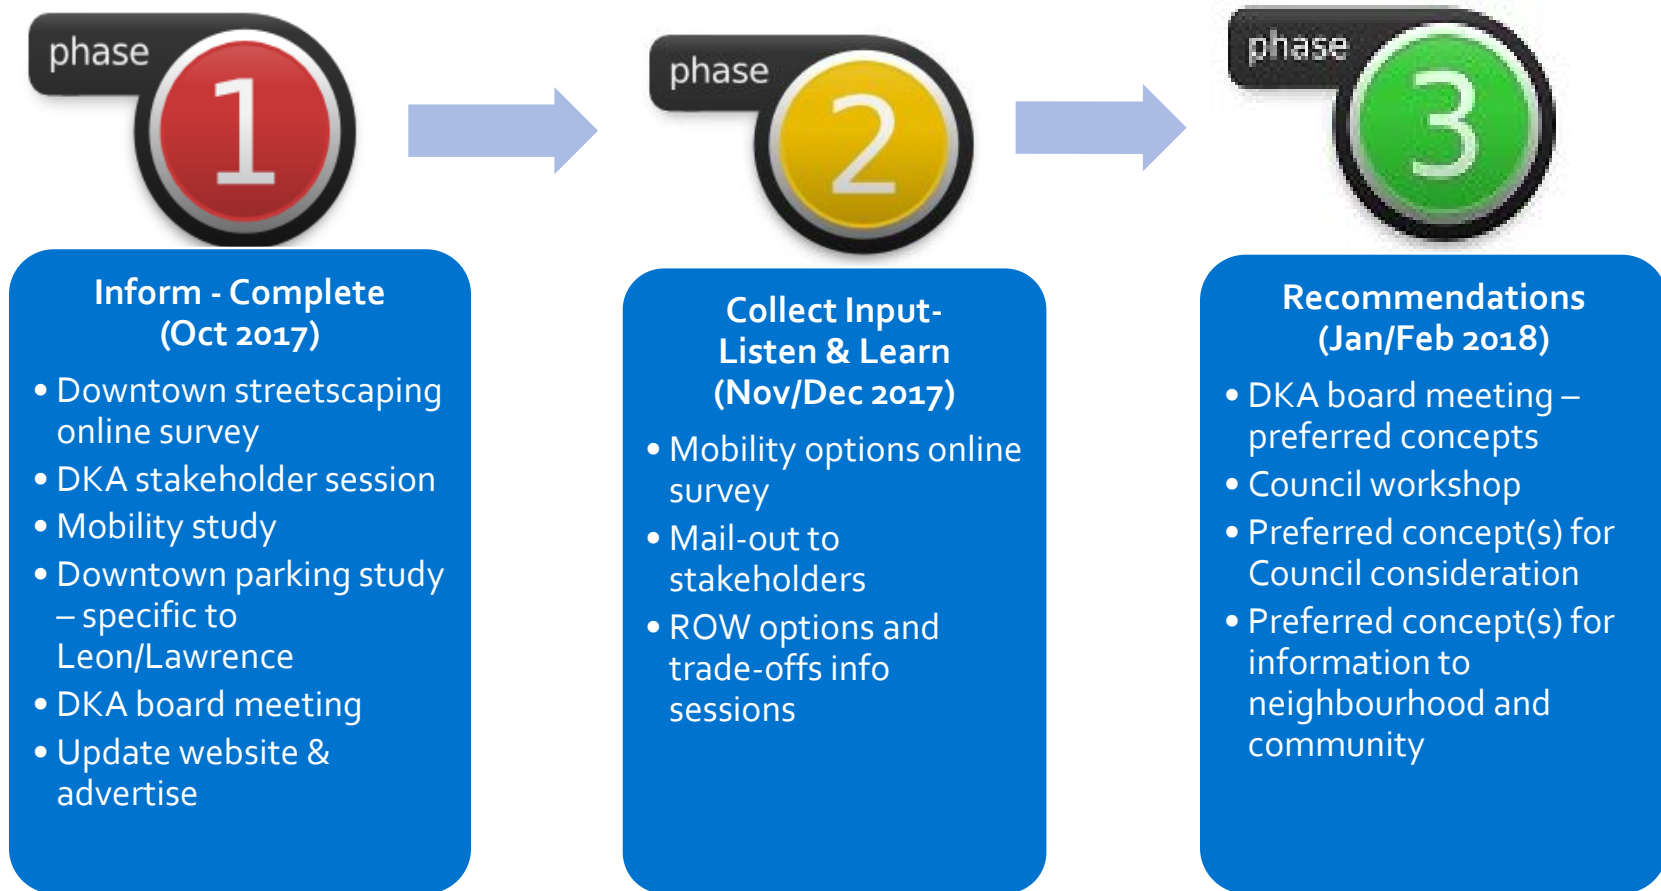 phase
1
Inform - Complete
(Oct 2017)
• Downtown streetscaping
online survey
• DKA stakeholder session
• Mobility study
• Downtown parking study
– specific to
Leon/Lawrence
• DKA board meeting
• Update website &
advertise
phase
2
Collect Input-
Listen & Learn
(Nov/Dec 2017)
• Mobility options online
survey
• Mail-out to
stakeholders
• ROW options and
trade-offs info
sessions
phase
3
Recommendations
(Jan/Feb 2018)
• DKA board meeting –
preferred concepts
• Council workshop
• Preferred concept(s) for
Council consideration
• Preferred concept(s) for
information to
neighbourhood and
community